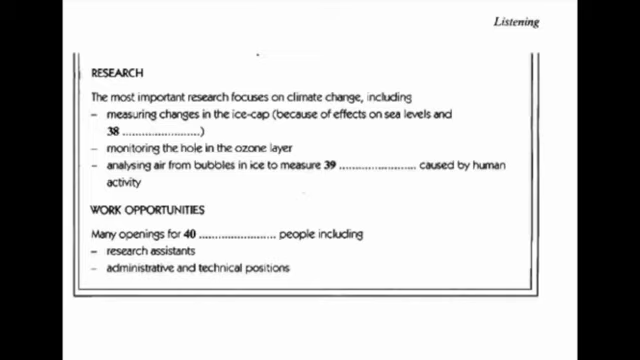 Listening
RESEARCH
The most important research focuses on climate change, including
– measuring changes in the ice-cap (because of effects on sea levels and
38 ........................)
– monitoring the hole in the ozone layer
– analysing air from bubbles in ice to measure 39 ........................ caused by human
activity
WORK OPPORTUNITIES
Many openings for 40 ........................ people including
– research assistants
– administrative and technical positions